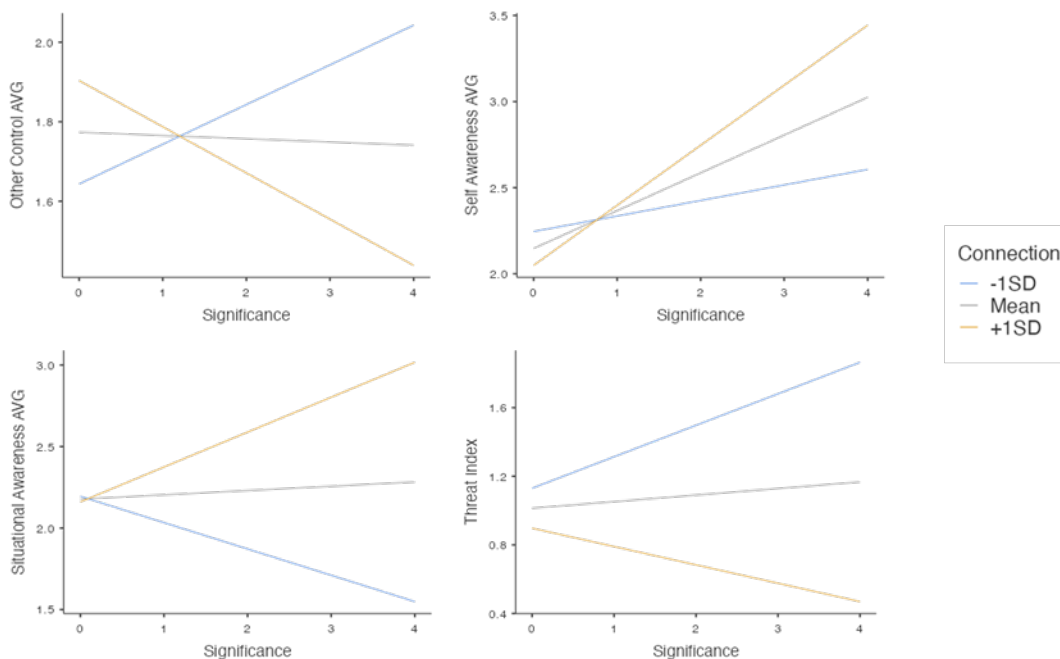 Other Control AVG
2.0
1.8
1.6
0 1 2 3 4
Significance
Self Awareness AVG
3.5
3.0
2.5
2.0
0 1 2 3 4
Significance
Connection
-1SD
Mean
+1SD
Situational Awareness AVG
3.0
2.5
2.0
1.5
0 1 2 3 4
Significance
Threat Index
1.6
1.2
0.8
0.4
0 1 2 3 4
Significance